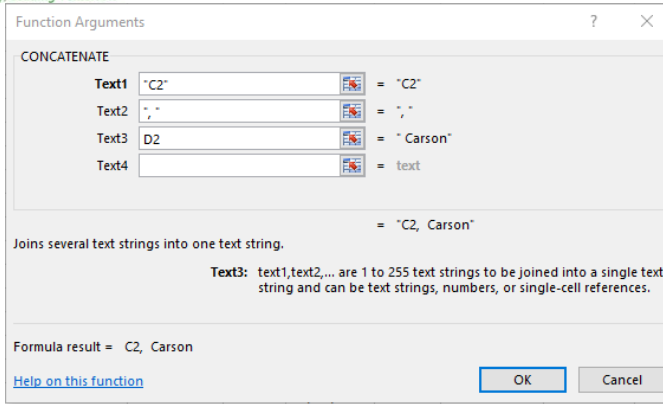 Function Arguments ? ×
CONCATENATE
Text1 "C2" = "C2"
Text2 ", " = ", "
Text3 D2 = " Carson"
Text4 = text
= "C2,  Carson"
Joins several text strings into one text string.
Text3: text1,text2,... are 1 to 255 text strings to be joined into a single text
string and can be text strings, numbers, or single-cell references.
Formula result = C2,  Carson
Help on this function OK Cancel